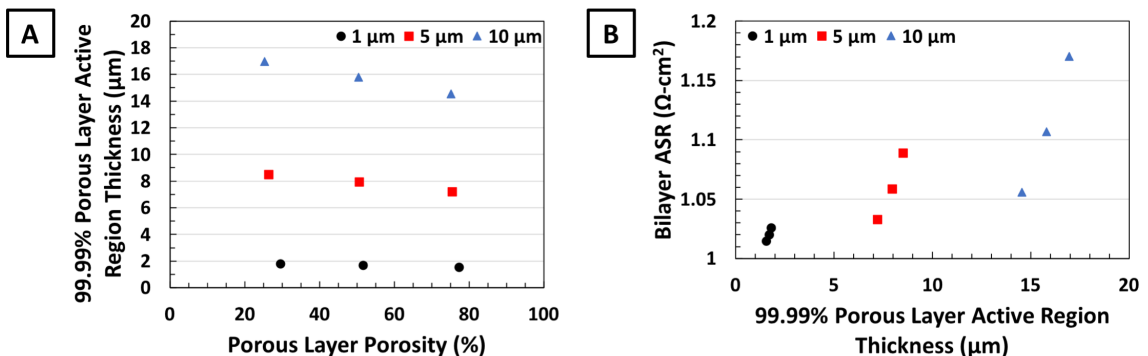 A
99.99% Porous Layer Active
Region Thickness (μm)
20
18
16
14
12
10
8
6
4
2
0
1 μm 5 μm 10 μm
0 20 40 60 80 100
Porous Layer Porosity (%)
B
Bilayer ASR (Ω-cm²)
1.2
1.15
1.1
1.05
1
1 μm 5 μm 10 μm
0 5 10 15 20
99.99% Porous Layer Active Region
Thickness (μm)